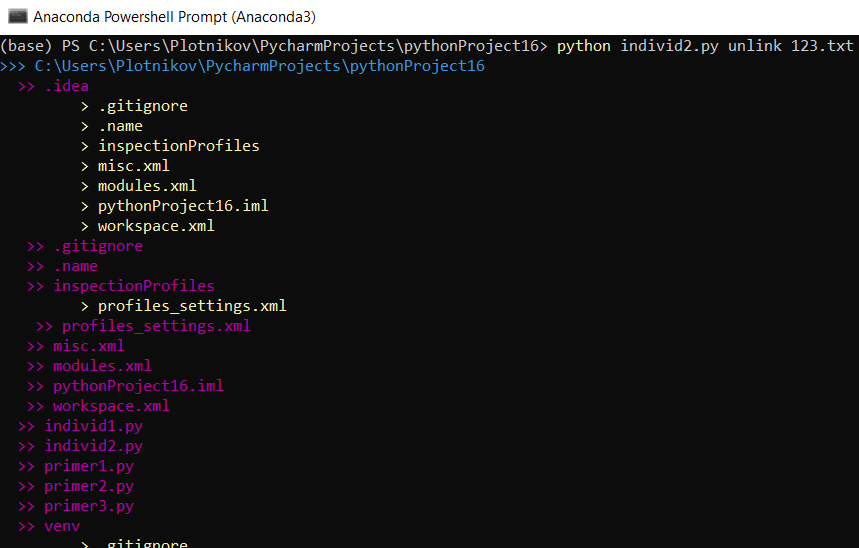 Anaconda Powershell Prompt (Anaconda3)
(base) PS C:\Users\Plotnikov\PycharmProjects\pythonProject16> python individ2.py unlink 123.txt
>>> C:\Users\Plotnikov\PycharmProjects\pythonProject16
>> .idea
> .gitignore
> .name
> inspectionProfiles
> misc.xml
> modules.xml
> pythonProject16.iml
> workspace.xml
>> .gitignore
>> .name
>> inspectionProfiles
> profiles_settings.xml
>> profiles_settings.xml
>> misc.xml
>> modules.xml
>> pythonProject16.iml
>> workspace.xml
>> individ1.py
>> individ2.py
>> primer1.py
>> primer2.py
>> primer3.py
>> venv
> .gitignore